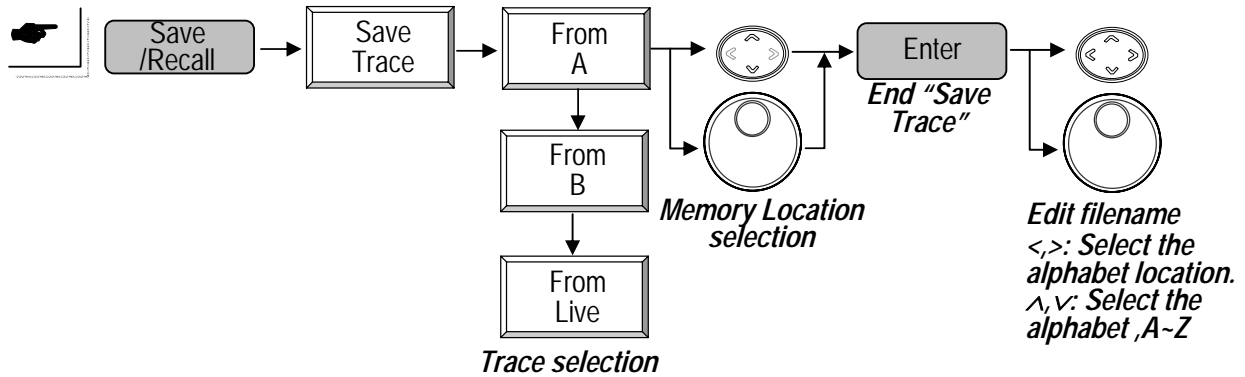 Save
/Recall
Save
Trace
From
A
From
B
From
Live
Trace selection
Memory Location
selection
Enter
End “Save
Trace”
Edit filename
<,>: Select the
alphabet location.
∧,∨: Select the
alphabet ,A~Z